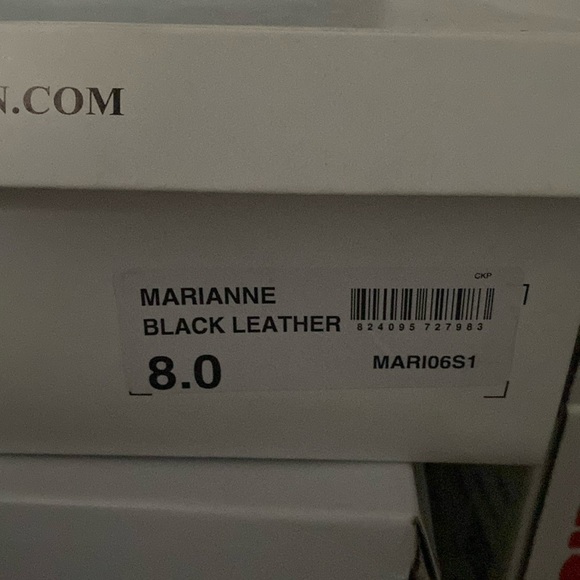 N.COM
CKP
MARIANNE
BLACK LEATHER
824095 727983
8.0
MARI06S1